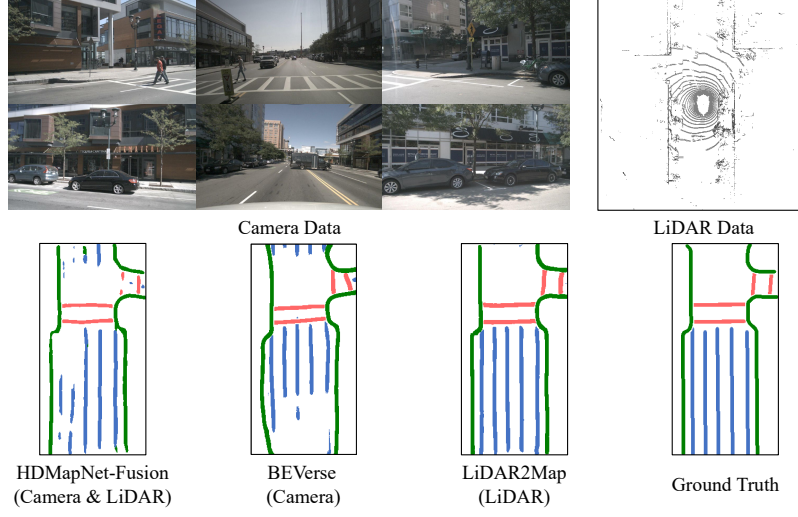 Camera Data
LiDAR Data
HDMapNet-Fusion
(Camera & LiDAR)
BEVerse
(Camera)
LiDAR2Map
(LiDAR)
Ground Truth